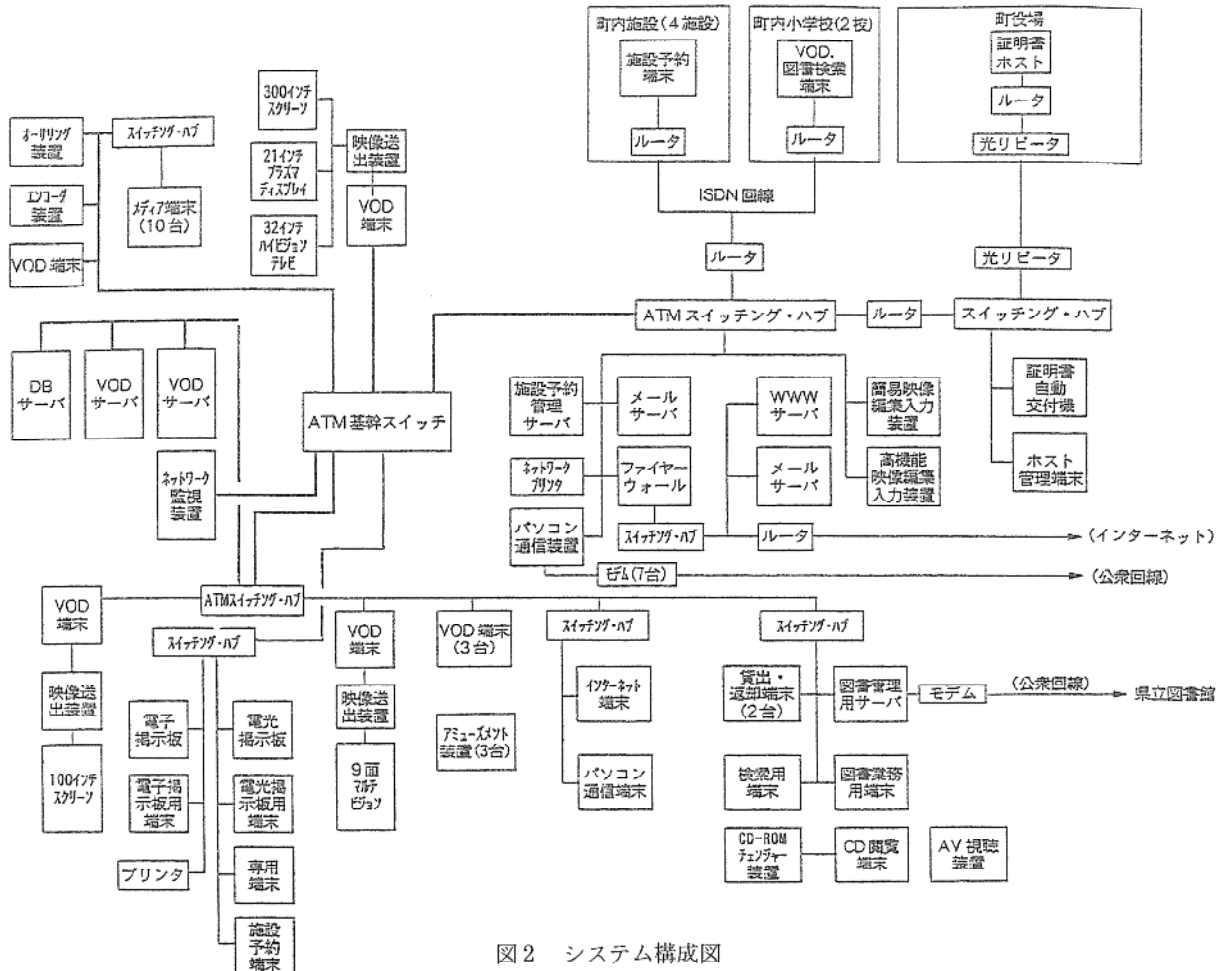 町内施設(4施設)
施設予約
端末
ルータ
町内小学校(2校)
VOD,
図書検索
端末
ルータ
町役場
証明書
ホスト
ルータ
光リピータ
ISDN回線
ルータ
光リピータ
オーサリング
装置
スイッチング・ハブ
エンコーダ
装置
メディア端末
(10台)
VOD端末
300インチ
スクリーン
21インチ
プラズマ
ディスプレイ
32インチ
ハイビジョン
テレビ
映像送
出装置
VOD
端末
ATMスイッチング・ハブ
ルータ
スイッチング・ハブ
DB
サーバ
VOD
サーバ
VOD
サーバ
ATM基幹スイッチ
ネットワーク
監視
装置
施設予約
管理
サーバ
メール
サーバ
WWW
サーバ
簡易映像
編集入力
装置
証明書
自動
交付機
ネットワーク
プリンタ
ファイヤー
ウォール
メール
サーバ
高機能
映像編集
入力装置
ホスト
管理端末
パソコン
通信装置
スイッチング・ハブ
ルータ
(インターネット)
モデム(7台)
(公衆回線)
VOD
端末
ATMスイッチング・ハブ
スイッチング・ハブ
VOD
端末
VOD端末
(3台)
スイッチング・ハブ
スイッチング・ハブ
映像送
出装置
100インチ
スクリーン
電子
掲示板
電光
掲示板
電子掲
示板用
端末
電光掲
示板用
端末
プリンタ
専用
端末
施設
予約
端末
映像送
出装置
9面
マルチ
ビジョン
アミューズメント
装置(3台)
インターネット
端末
パソコン
通信端末
貸出・
返却端末
(2台)
図書管理
用サーバ
モデム
(公衆回線)
県立図書館
検索用
端末
図書業務
用端末
CD-ROM
チェンジャー
装置
CD閲覧
端末
AV視聴
装置
図2 システム構成図